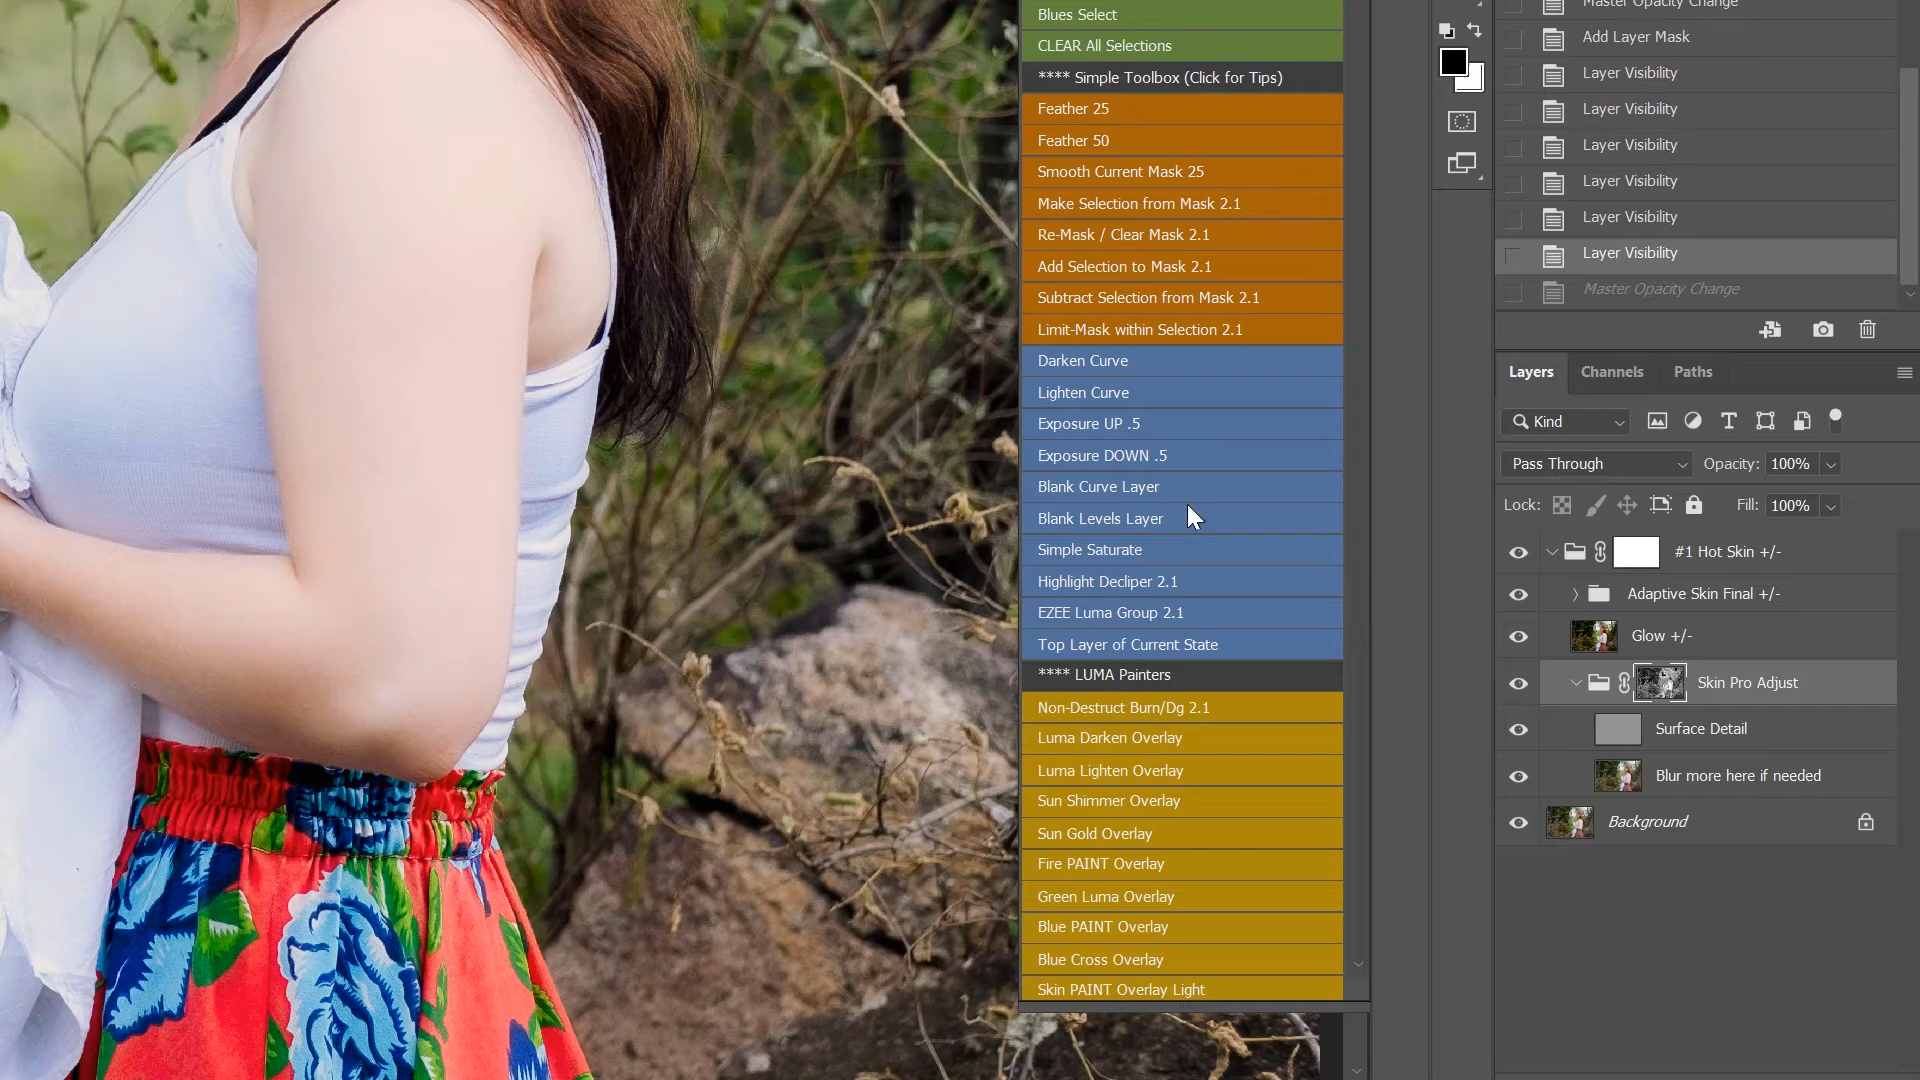 Blues Select
CLEAR All Selections
**** Simple Toolbox (Click for Tips)
Feather 25
Feather 50
Smooth Current Mask 25
Make Selection from Mask 2.1
Re-Mask / Clear Mask 2.1
Add Selection to Mask 2.1
Subtract Selection from Mask 2.1
Limit-Mask within Selection 2.1
Darken Curve
Lighten Curve
Exposure UP .5
Exposure DOWN .5
Blank Curve Layer
Blank Levels Layer
Simple Saturate
Highlight Decliper 2.1
EZEE Luma Group 2.1
Top Layer of Current State
**** LUMA Painters
Non-Destruct Burn/Dg 2.1
Luma Darken Overlay
Luma Lighten Overlay
Sun Shimmer Overlay
Sun Gold Overlay
Fire PAINT Overlay
Green Luma Overlay
Blue PAINT Overlay
Blue Cross Overlay
Skin PAINT Overlay Light
Master Opacity Change
Add Layer Mask
Layer Visibility
Layer Visibility
Layer Visibility
Layer Visibility
Layer Visibility
Layer Visibility
Master Opacity Change
Layers Channels Paths
Kind
Pass Through Opacity: 100%
Lock: Fill: 100%
#1 Hot Skin +/-
Adaptive Skin Final +/-
Glow +/-
Skin Pro Adjust
Surface Detail
Blur more here if needed
Background